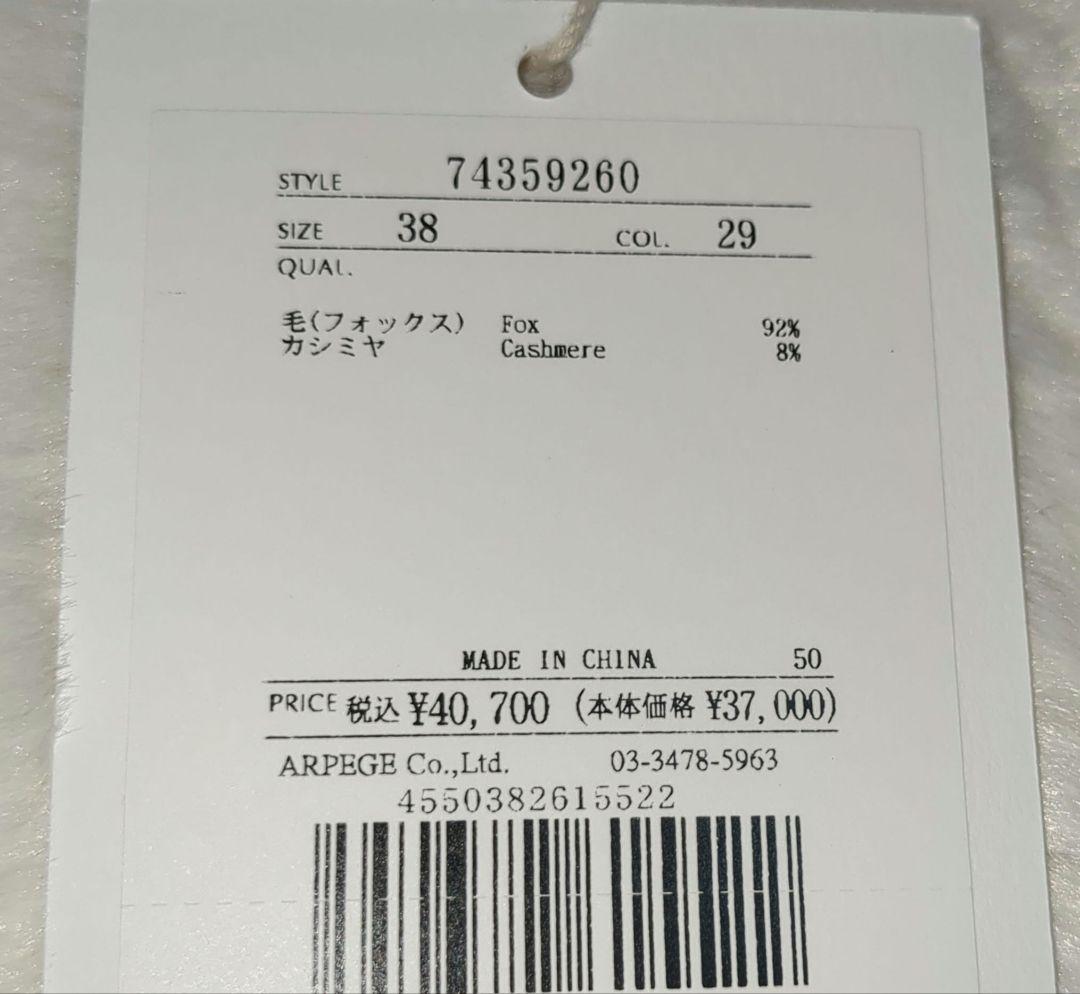 STYLE 74359260
SIZE 38 COL. 29
QUAL.
毛(フォックス) Fox 92%
カシミヤ Cashmere 8%
MADE IN CHINA 50
PRICE 税込 ¥40,700 (本体価格 ¥37,000)
ARPEGE Co.,Ltd. 03-3478-5963
4550382615522